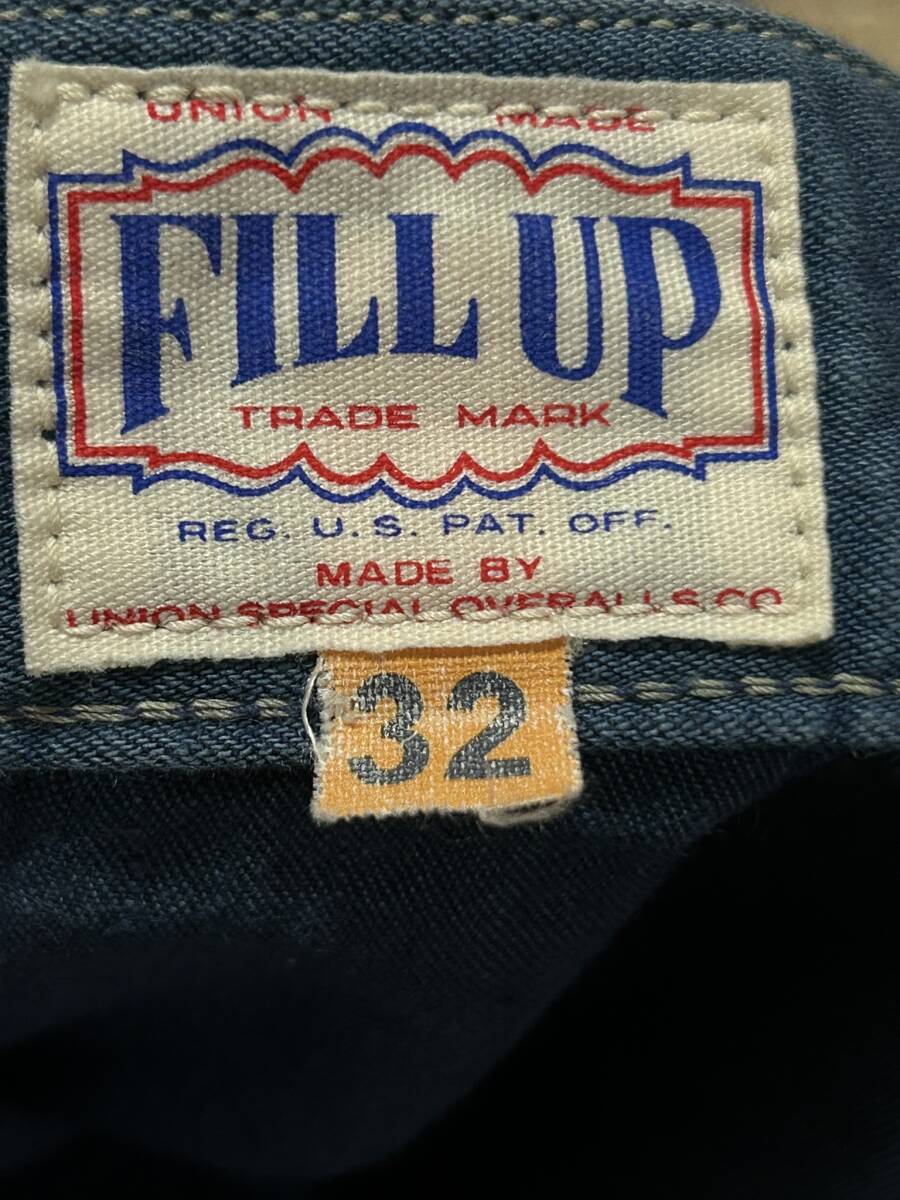 UNION MADE
FILL UP
TRADE MARK
REG. U.S. PAT. OFF.
MADE BY
UNION SPECIAL OVERALLS CO
32